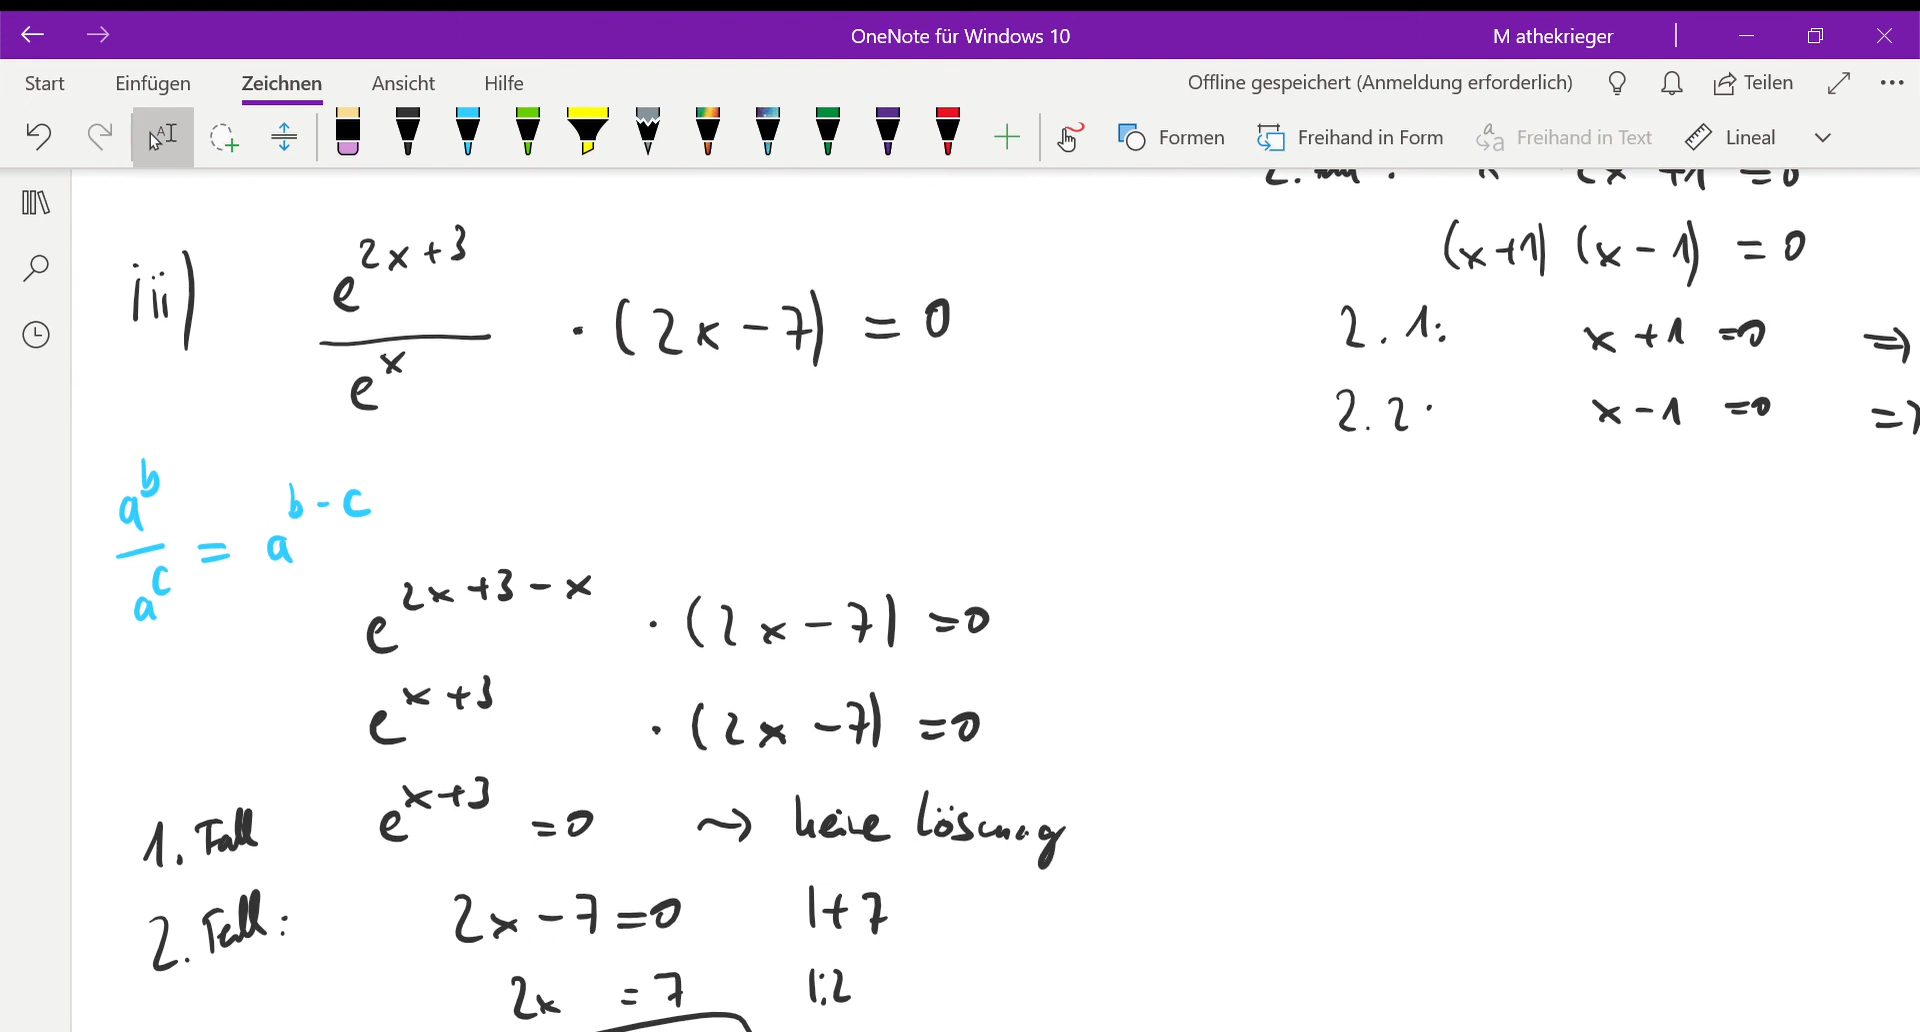 OneNote für Windows 10
M athekrieger
Start Einfügen Zeichnen Ansicht Hilfe
Offline gespeichert (Anmeldung erforderlich) Teilen
Formen Freihand in Form Freihand in Text Lineal
iii) e^{2x+3} / e^x · (2x - 7) = 0
a^b / a^c = a^{b-c}
e^{2x+3-x} · (2x - 7) = 0
e^{x+3} · (2x - 7) = 0
1. Fall e^{x+3} = 0 ⇝ keine Lösung
2. Fall: 2x - 7 = 0 |+7
2x = 7 |:2
(x+1) (x-1) = 0
2.1: x + 1 = 0 ⇒
2.2: x - 1 = 0 ⇒